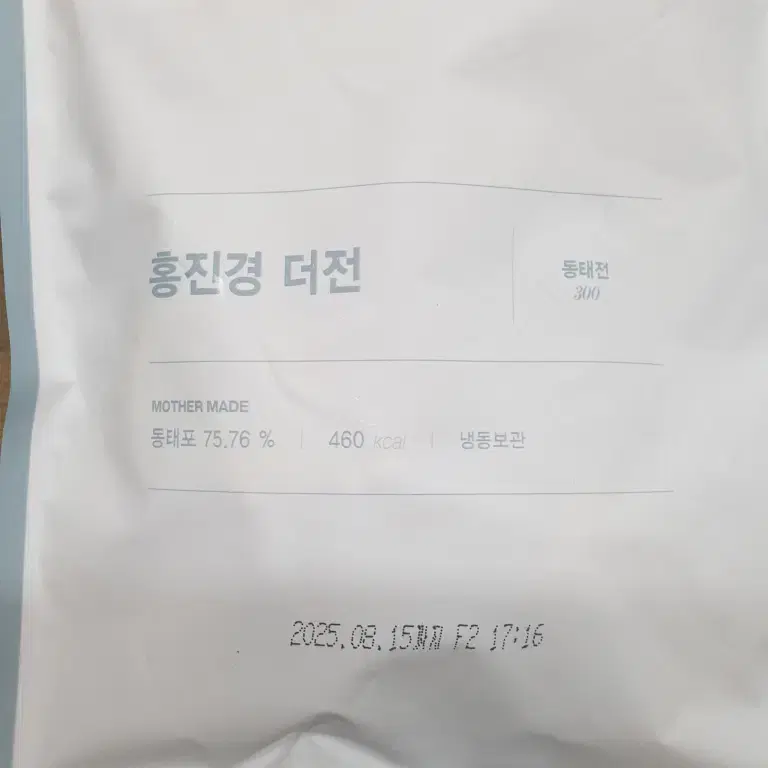 홍진경 더전
동태전
300
MOTHER MADE
동태포 75.76 % | 460 kcal | 냉동보관
2025.08.15까지 F2 17:16